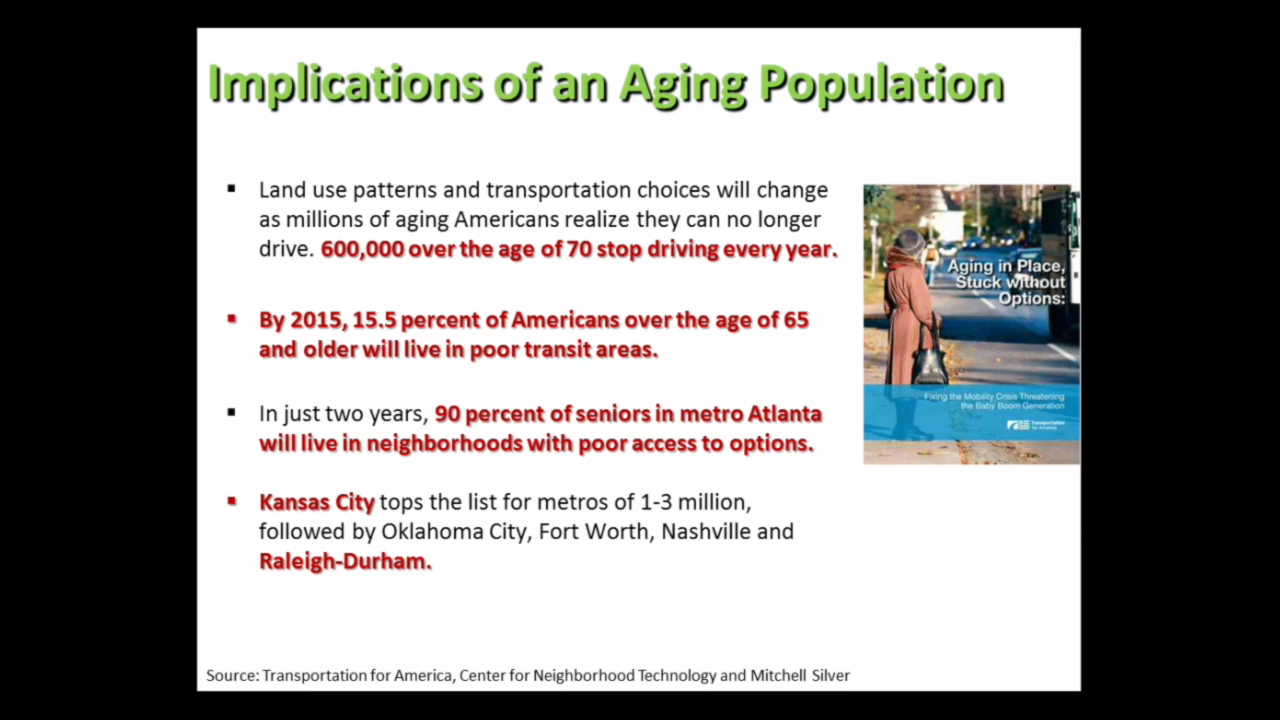 Implications of an Aging Population
▪ Land use patterns and transportation choices will change
as millions of aging Americans realize they can no longer
drive. 600,000 over the age of 70 stop driving every year.
▪ By 2015, 15.5 percent of Americans over the age of 65
and older will live in poor transit areas.
▪ In just two years, 90 percent of seniors in metro Atlanta
will live in neighborhoods with poor access to options.
▪ Kansas City tops the list for metros of 1-3 million,
followed by Oklahoma City, Fort Worth, Nashville and
Raleigh-Durham.
Aging in Place,
Stuck without
Options:
Fixing the Mobility Crisis Threatening
the Baby Boom Generation
Transportation
for America
Source: Transportation for America, Center for Neighborhood Technology and Mitchell Silver